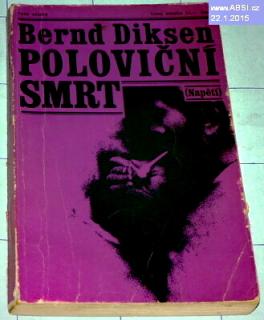 www.ABSI.cz
22.1.2015
Bernd Diksen
POLOVIČNÍ
SMRT
(Napětí)